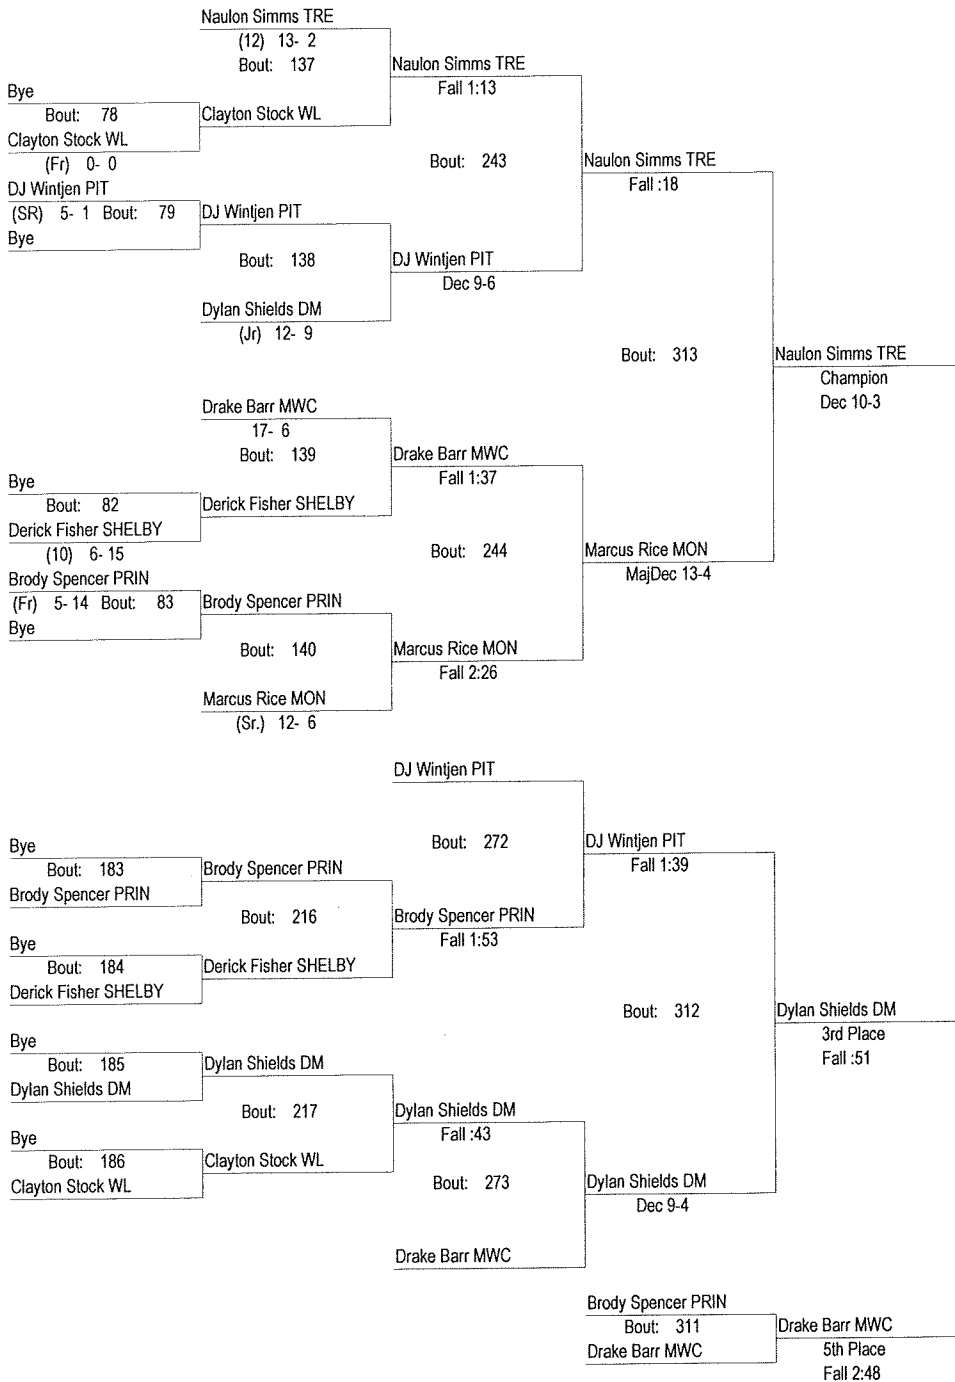 Naulon Simms TRE
(12) 13- 2
Bout: 137
Naulon Simms TRE
Fall 1:13
Bye
Bout: 78
Clayton Stock WL
Clayton Stock WL
(Fr) 0- 0
Bout: 243
Naulon Simms TRE
Fall :18
DJ Wintjen PIT
(SR) 5- 1 Bout: 79
DJ Wintjen PIT
Bye
Bout: 138
DJ Wintjen PIT
Dec 9-6
Dylan Shields DM
(Jr) 12- 9
Bout: 313
Naulon Simms TRE
Champion
Dec 10-3
Drake Barr MWC
17- 6
Bout: 139
Drake Barr MWC
Fall 1:37
Bye
Bout: 82
Derick Fisher SHELBY
Derick Fisher SHELBY
(10) 6- 15
Bout: 244
Marcus Rice MON
MajDec 13-4
Brody Spencer PRIN
(Fr) 5- 14 Bout: 83
Brody Spencer PRIN
Bye
Bout: 140
Marcus Rice MON
Fall 2:26
Marcus Rice MON
(Sr.) 12- 6
DJ Wintjen PIT
Bout: 272
DJ Wintjen PIT
Fall 1:39
Bye
Bout: 183
Brody Spencer PRIN
Brody Spencer PRIN
Bout: 216
Brody Spencer PRIN
Fall 1:53
Bye
Bout: 184
Derick Fisher SHELBY
Derick Fisher SHELBY
Bout: 312
Dylan Shields DM
3rd Place
Fall :51
Bye
Bout: 185
Dylan Shields DM
Dylan Shields DM
Bout: 217
Dylan Shields DM
Fall :43
Bye
Bout: 186
Clayton Stock WL
Clayton Stock WL
Bout: 273
Dylan Shields DM
Dec 9-4
Drake Barr MWC
Brody Spencer PRIN
Bout: 311
Drake Barr MWC
Drake Barr MWC
5th Place
Fall 2:48